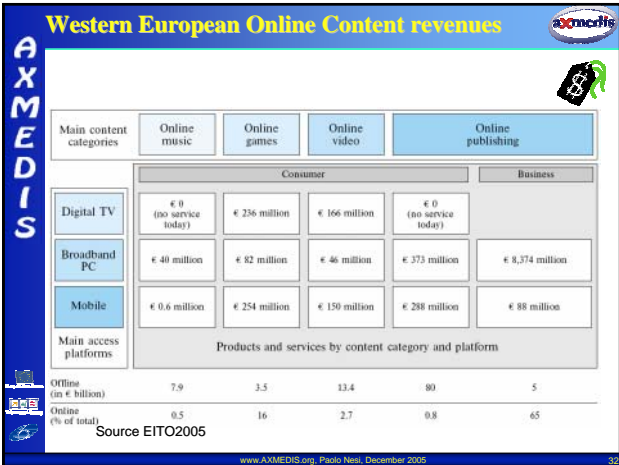 Western European Online Content revenues
axmedis
AXMEDIS
$
Main content
categories
Online
music
Online
games
Online
video
Online
publishing
Consumer
Business
Digital TV
€ 0
(no service
today)
€ 236 million
€ 166 million
€ 0
(no service
today)
Broadband
PC
€ 40 million
€ 82 million
€ 46 million
€ 373 million
€ 8,374 million
Mobile
€ 0.6 million
€ 254 million
€ 150 million
€ 288 million
€ 88 million
Main access
platforms
Products and services by content category and platform
Offline
(in € billion)
7.9
3.5
13.4
80
5
Online
(% of total)
0.5
16
2.7
0.8
65
Source EITO2005
www.AXMEDIS.org, Paolo Nesi, December 2005
32